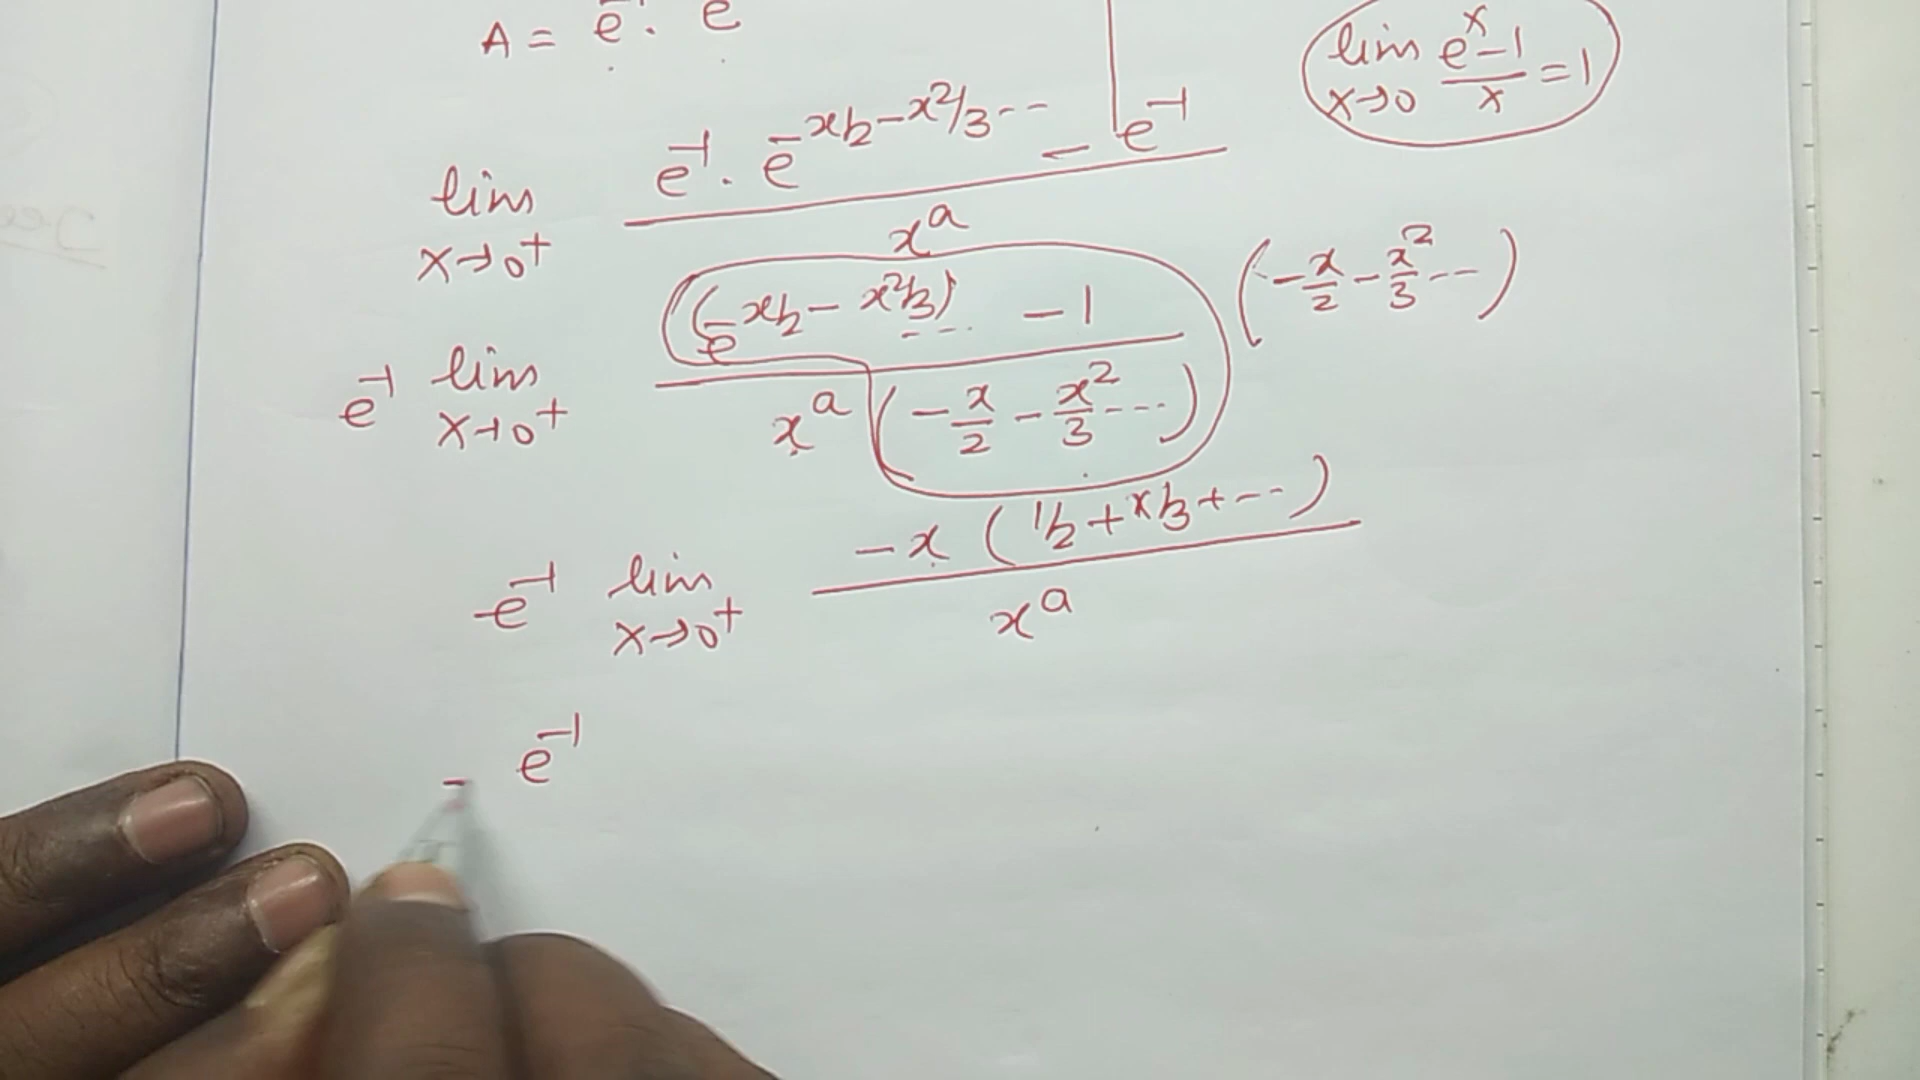 A = e⁻¹ . e
lim x→0 (e^x - 1)/x = 1
lim x→0⁺ (e⁻¹ . e^(-x/2 - x²/3 ---) - e⁻¹)/x^a
e⁻¹ lim x→0⁺ (e^(-x/2 - x²/3) ---- - 1)/(x^a (-x/2 - x²/3 ---)) (-x/2 - x²/3 ---)
e⁻¹ lim x→0⁺ -x (1/2 + x/3 + ---)/x^a
- e⁻¹